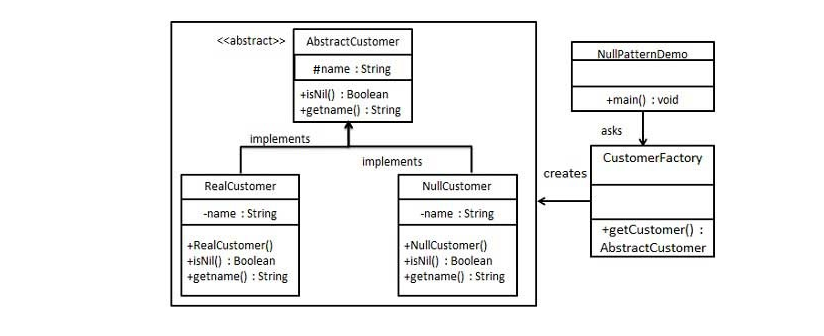 <<abstract>>
AbstractCustomer
#name : String
+isNil() : Boolean
+getname() : String
implements
implements
RealCustomer
-name : String
+RealCustomer()
+isNil() : Boolean
+getname() : String
NullCustomer
-name : String
+NullCustomer()
+isNil() : Boolean
+getname() : String
NullPatternDemo
+main() : void
asks
CustomerFactory
creates
+getCustomer() :
AbstractCustomer